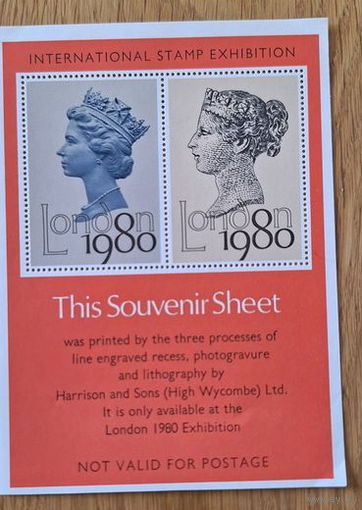 INTERNATIONAL STAMP EXHIBITION
London 1980
London 1980
This Souvenir Sheet
was printed by the three processes of
line engraved recess, photogravure
and lithography by
Harrison and Sons (High Wycombe) Ltd.
It is only available at the
London 1980 Exhibition
NOT VALID FOR POSTAGE